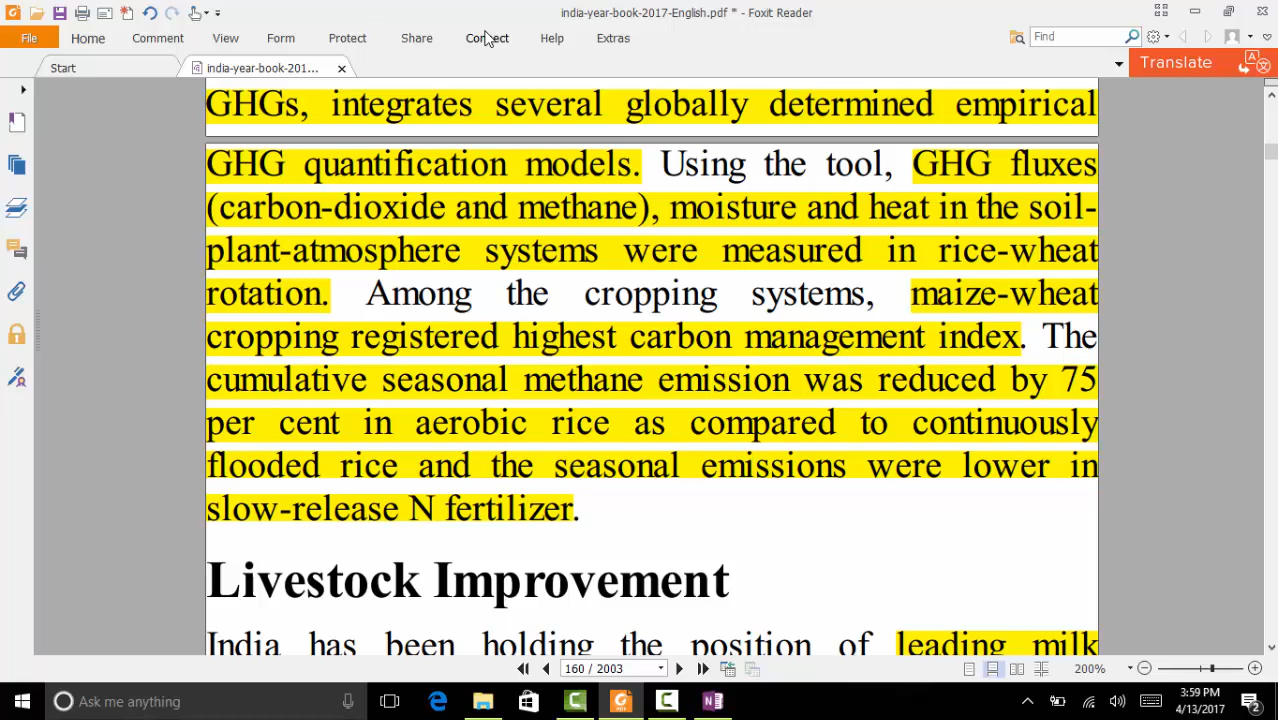 india-year-book-2017-English.pdf * - Foxit Reader
File Home Comment View Form Protect Share Connect Help Extras Find
Start india-year-book-201... Translate
GHGs, integrates several globally determined empirical
GHG quantification models. Using the tool, GHG fluxes
(carbon-dioxide and methane), moisture and heat in the soil-
plant-atmosphere systems were measured in rice-wheat
rotation. Among the cropping systems, maize-wheat
cropping registered highest carbon management index. The
cumulative seasonal methane emission was reduced by 75
per cent in aerobic rice as compared to continuously
flooded rice and the seasonal emissions were lower in
slow-release N fertilizer.
Livestock Improvement
India has been holding the position of leading milk
160 / 2003 200%
Ask me anything 3:59 PM
4/13/2017 2